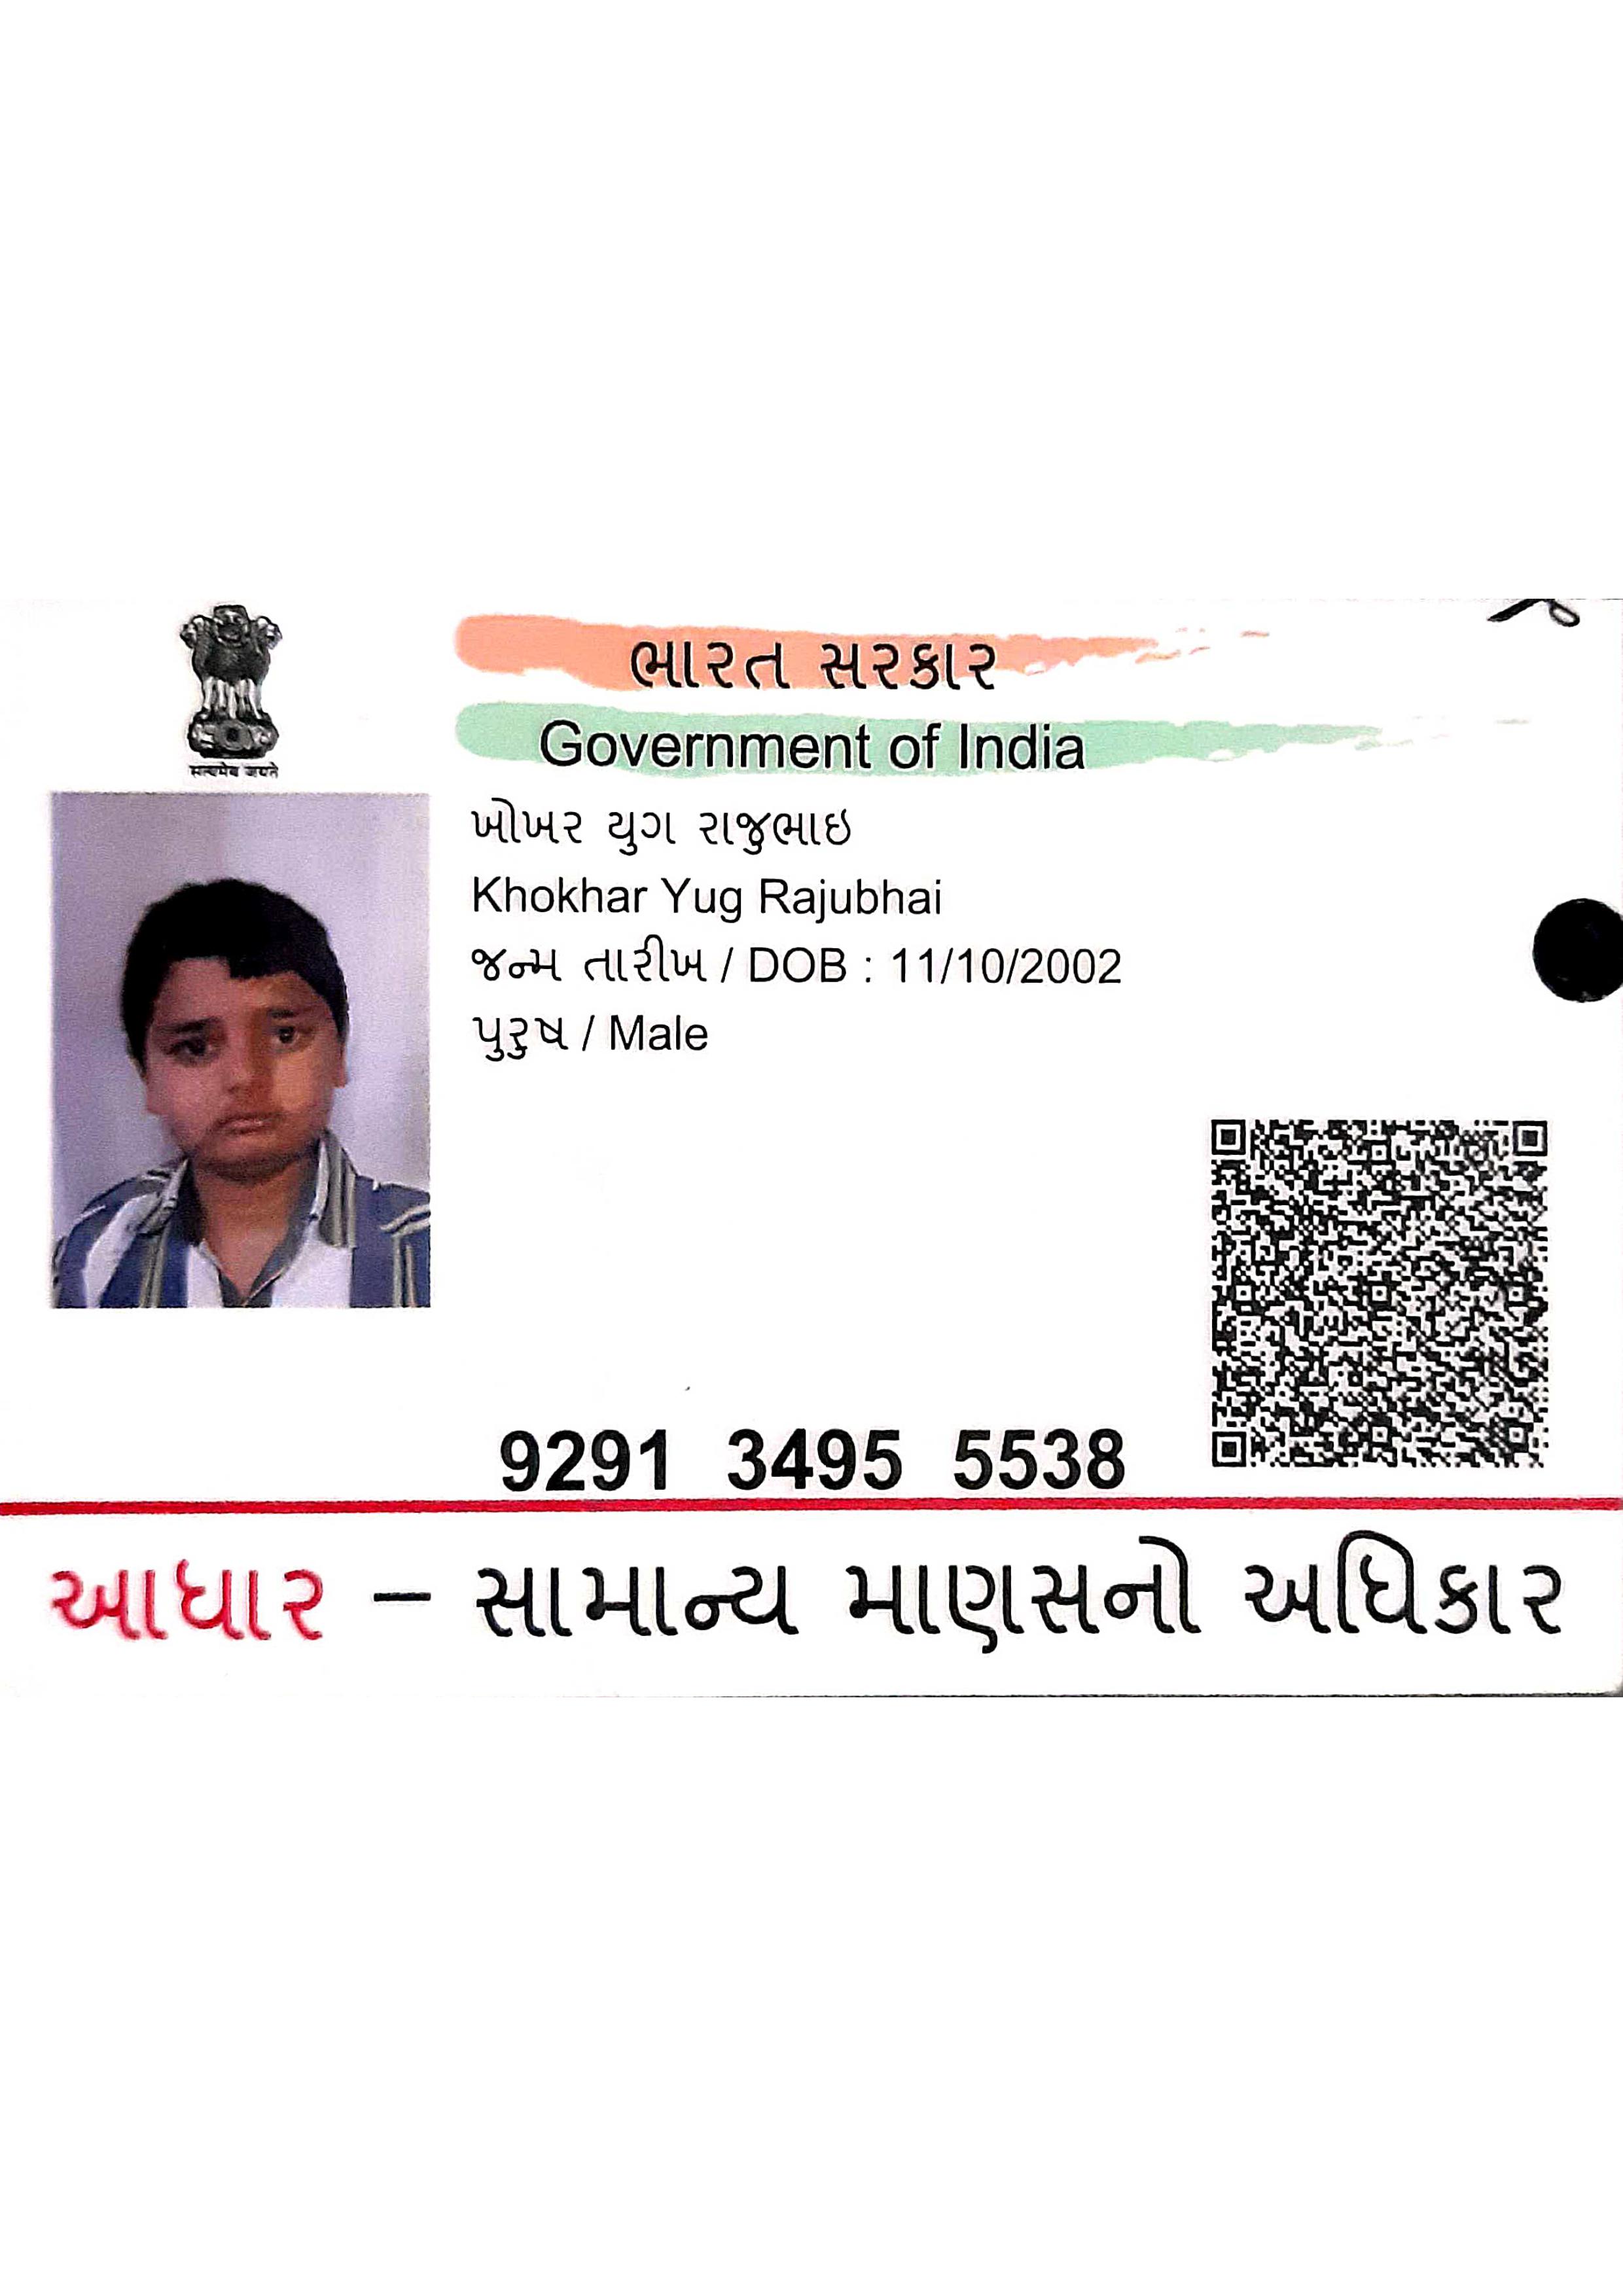 सत्यमेव जयते
ભારત સરકાર
Government of India
ખોખર યુગ રાજુભાઇ
Khokhar Yug Rajubhai
જન્મ તારીખ / DOB : 11/10/2002
પુરુષ / Male
9291 3495 5538
આધાર – સામાન્ય માણસનો અધિકાર